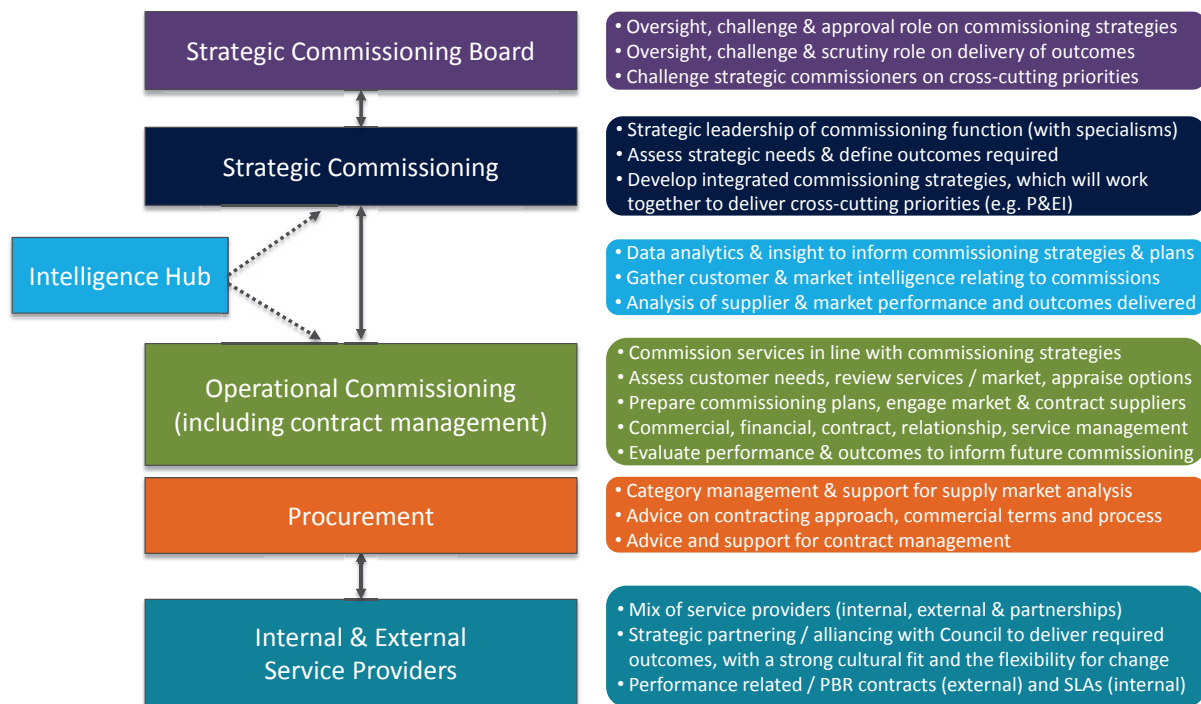 Strategic Commissioning Board
• Oversight, challenge & approval role on commissioning strategies
• Oversight, challenge & scrutiny role on delivery of outcomes
• Challenge strategic commissioners on cross-cutting priorities
Strategic Commissioning
• Strategic leadership of commissioning function (with specialisms)
• Assess strategic needs & define outcomes required
• Develop integrated commissioning strategies, which will work
together to deliver cross-cutting priorities (e.g. P&EI)
Intelligence Hub
• Data analytics & insight to inform commissioning strategies & plans
• Gather customer & market intelligence relating to commissions
• Analysis of supplier & market performance and outcomes delivered
Operational Commissioning
(including contract management)
• Commission services in line with commissioning strategies
• Assess customer needs, review services / market, appraise options
• Prepare commissioning plans, engage market & contract suppliers
• Commercial, financial, contract, relationship, service management
• Evaluate performance & outcomes to inform future commissioning
Procurement
• Category management & support for supply market analysis
• Advice on contracting approach, commercial terms and process
• Advice and support for contract management
Internal & External
Service Providers
• Mix of service providers (internal, external & partnerships)
• Strategic partnering / alliancing with Council to deliver required
outcomes, with a strong cultural fit and the flexibility for change
• Performance related / PBR contracts (external) and SLAs (internal)